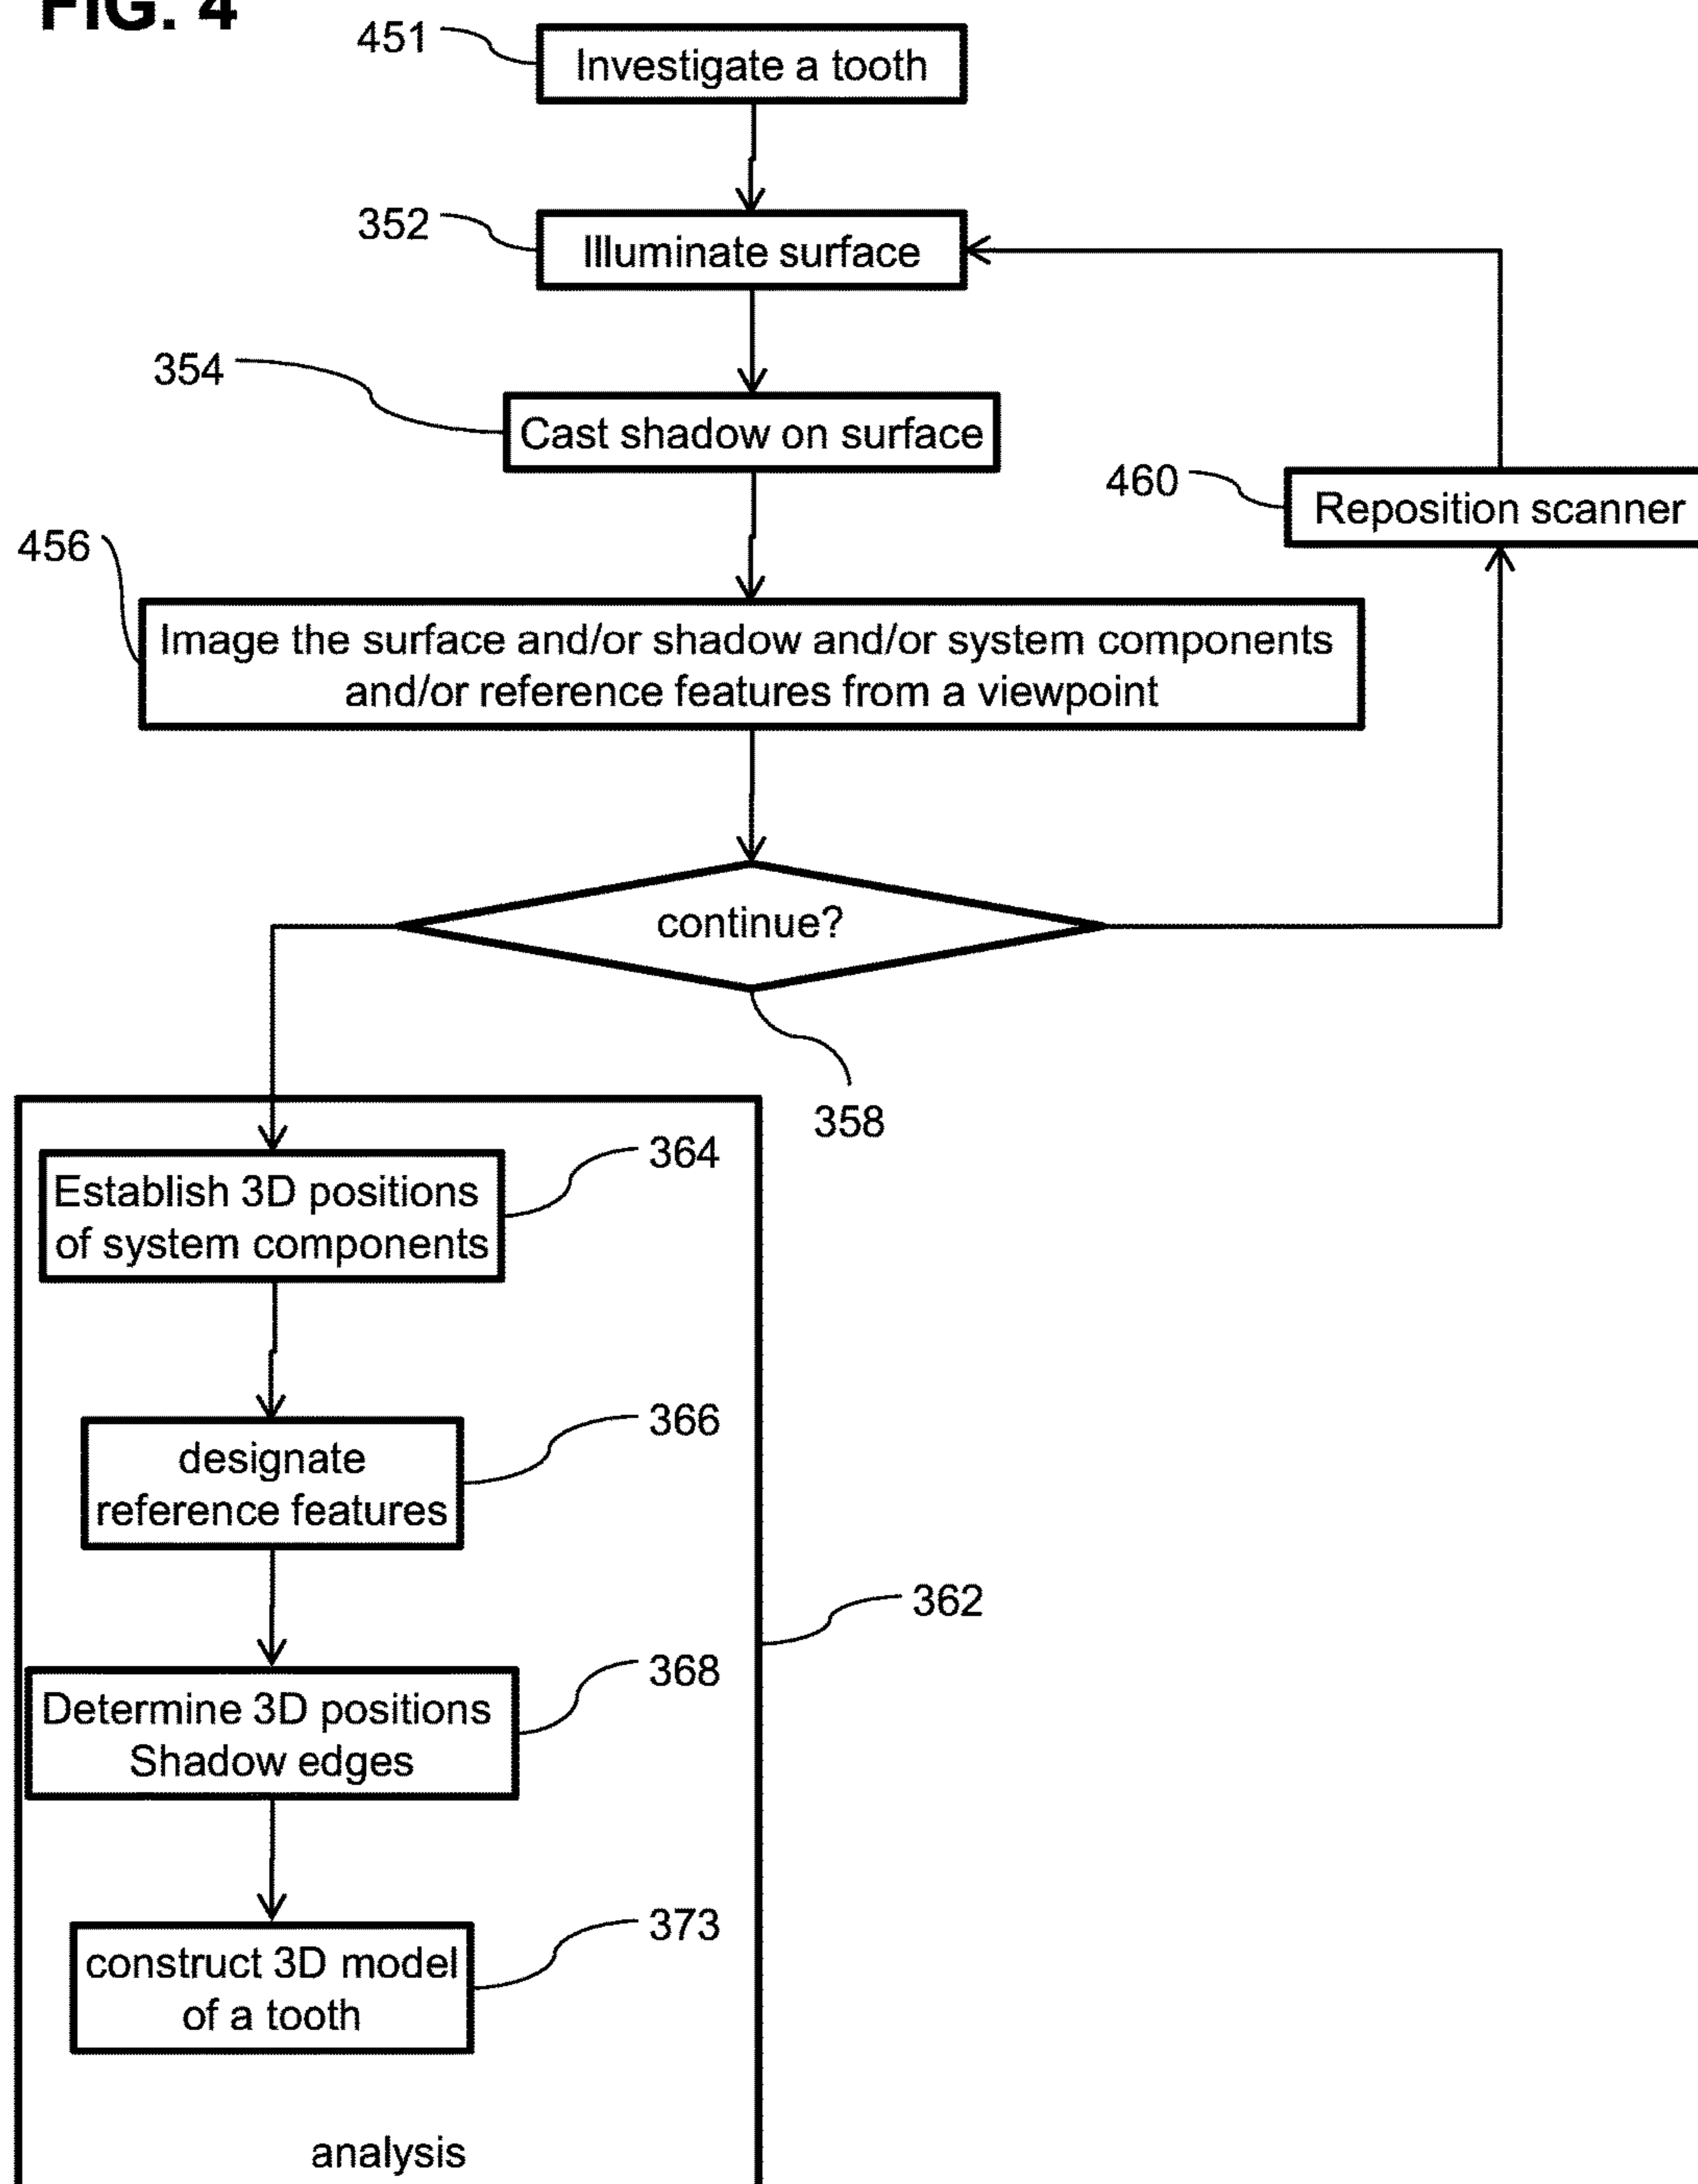 FIG. 4
451
Investigate a tooth
352
Illuminate surface
354
Cast shadow on surface
460
Reposition scanner
456
Image the surface and/or shadow and/or system components
and/or reference features from a viewpoint
continue?
358
364
Establish 3D positions
of system components
366
designate
reference features
362
368
Determine 3D positions
Shadow edges
373
construct 3D model
of a tooth
analysis